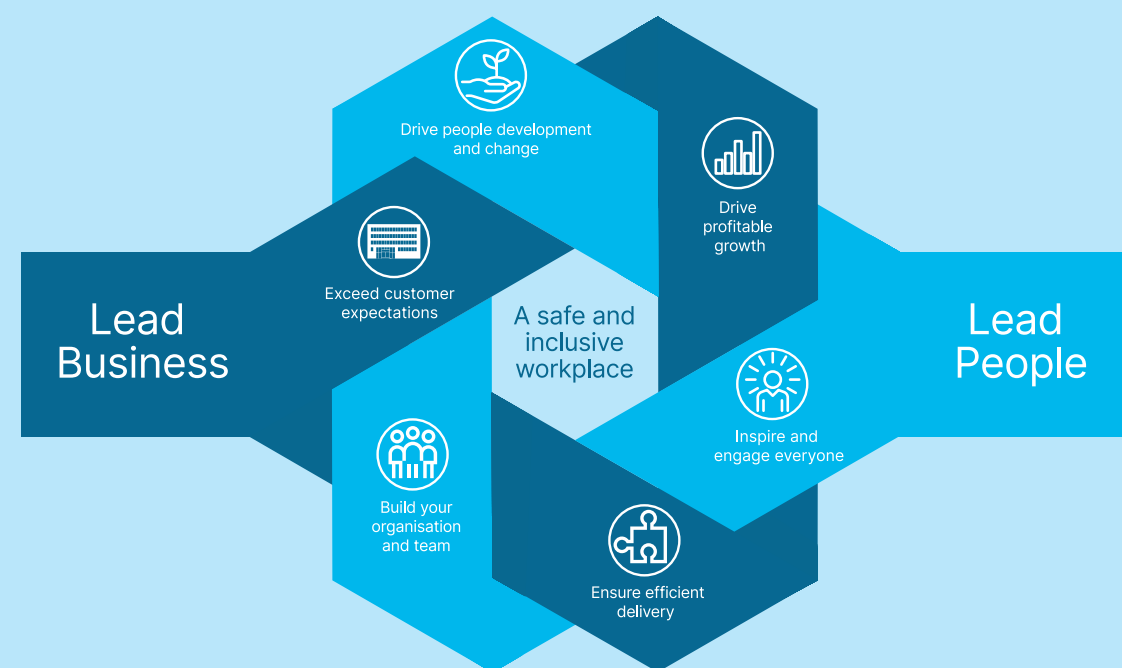 Drive people development
and change
Drive
profitable
growth
Exceed customer
expectations
Lead
Business
A safe and
inclusive
workplace
Lead
People
Inspire and
engage everyone
Build your
organisation
and team
Ensure efficient
delivery